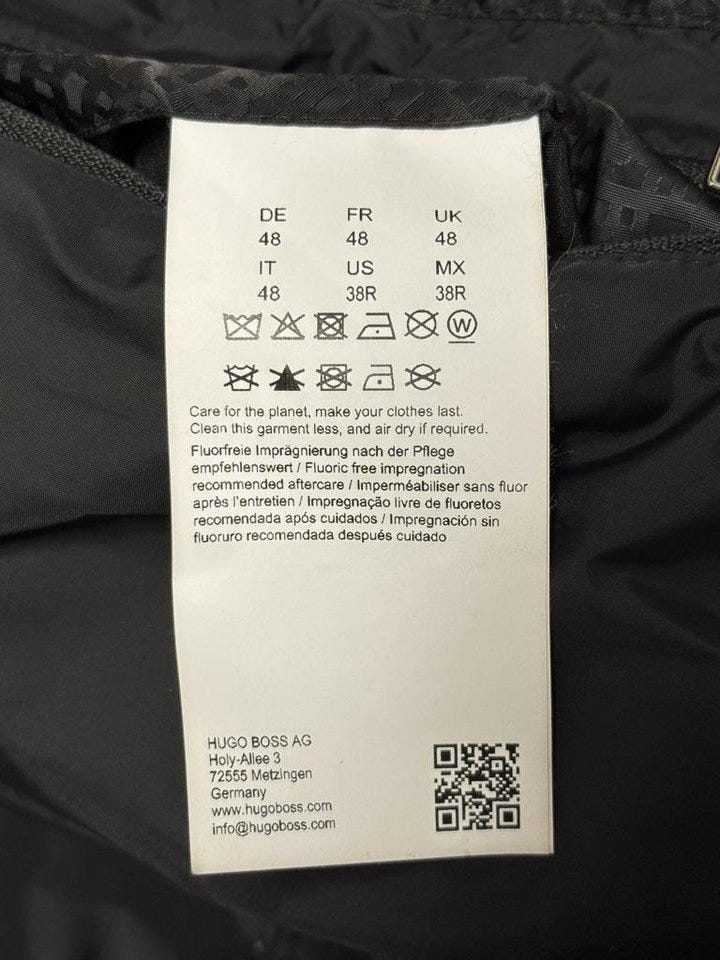 DE FR UK
48 48 48
IT US MX
48 38R 38R
W
Care for the planet, make your clothes last.
Clean this garment less, and air dry if required.
Fluorfreie Imprägnierung nach der Pflege
empfehlenswert / Fluoric free impregnation
recommended aftercare / Imperméabiliser sans fluor
après l'entretien / Impregnação livre de fluoretos
recomendada após cuidados / Impregnación sin
fluoruro recomendada después cuidado
HUGO BOSS AG
Holy-Allee 3
72555 Metzingen
Germany
www.hugoboss.com
info@hugoboss.com